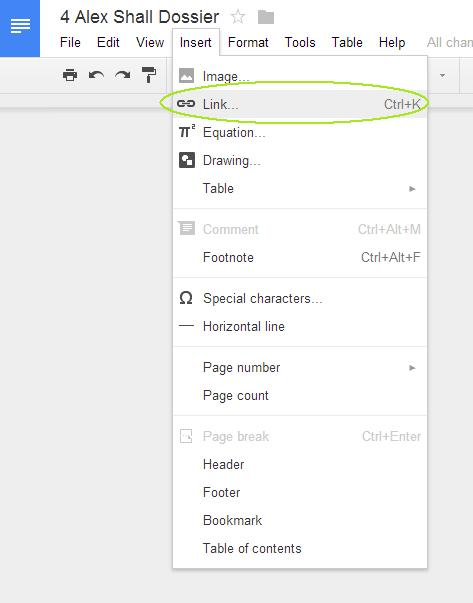 4 Alex Shall Dossier
File Edit View Insert Format Tools Table Help All chan
Image...
Link... Ctrl+K
π² Equation...
Drawing...
Table
Comment Ctrl+Alt+M
Footnote Ctrl+Alt+F
Ω Special characters...
Horizontal line
Page number
Page count
Page break Ctrl+Enter
Header
Footer
Bookmark
Table of contents